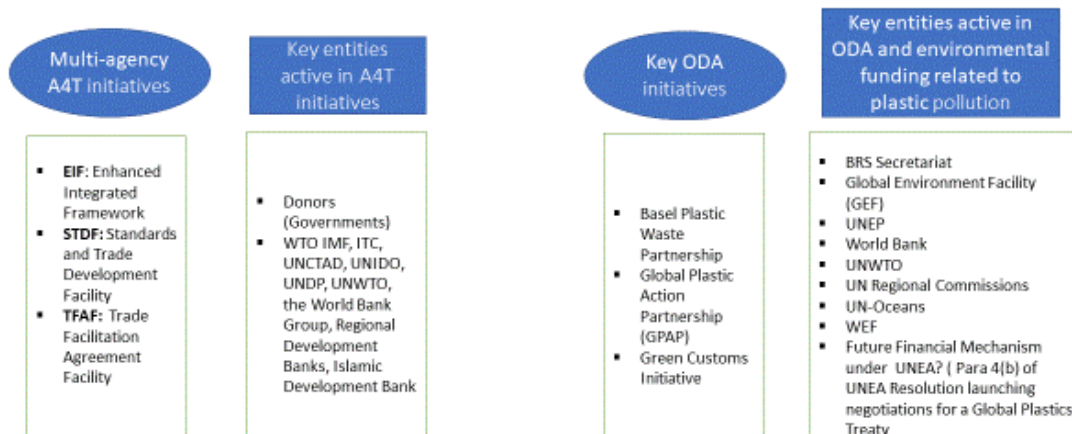 Multi-agency
A4T initiatives
EIF: Enhanced
Integrated
Framework
STDF: Standards
and Trade
Development
Facility
TFAF: Trade
Facilitation
Agreement
Facility
Key entities
active in A4T
initiatives
Donors
(Governments)
WTO IMF, ITC,
UNCTAD, UNIDO,
UNDP, UNWTO,
the World Bank
Group, Regional
Development
Banks, Islamic
Development Bank
Key ODA
initiatives
Basel Plastic
Waste
Partnership
Global Plastic
Action
Partnership
(GPAP)
Green Customs
Initiative
Key entities active in
ODA and environmental
funding related to
plastic pollution
BRS Secretariat
Global Environment Facility
(GEF)
UNEP
World Bank
UNWTO
UN Regional Commissions
UN-Oceans
WEF
Future Financial Mechanism
under UNEA? ( Para 4(b) of
UNEA Resolution launching
negotiations for a Global Plastics
Treaty